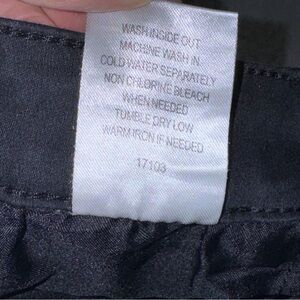 WASH INSIDE OUT
MACHINE WASH IN
COLD WATER SEPARATELY
NON CHLORINE BLEACH
WHEN NEEDED
TUMBLE DRY LOW
WARM IRON IF NEEDED
17103